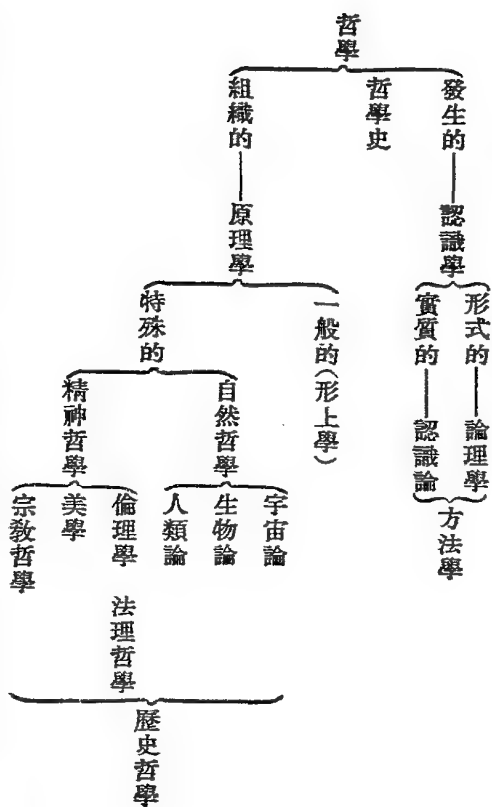 哲學
發生的
哲學史
組織的
認識學
原理學
形式的
實質的
論理學
認識論
方法學
一般的(形上學)
特殊的
自然哲學
精神哲學
宇宙論
生物論
人類論
倫理學
美學
宗敎哲學
法理哲學
歷史哲學